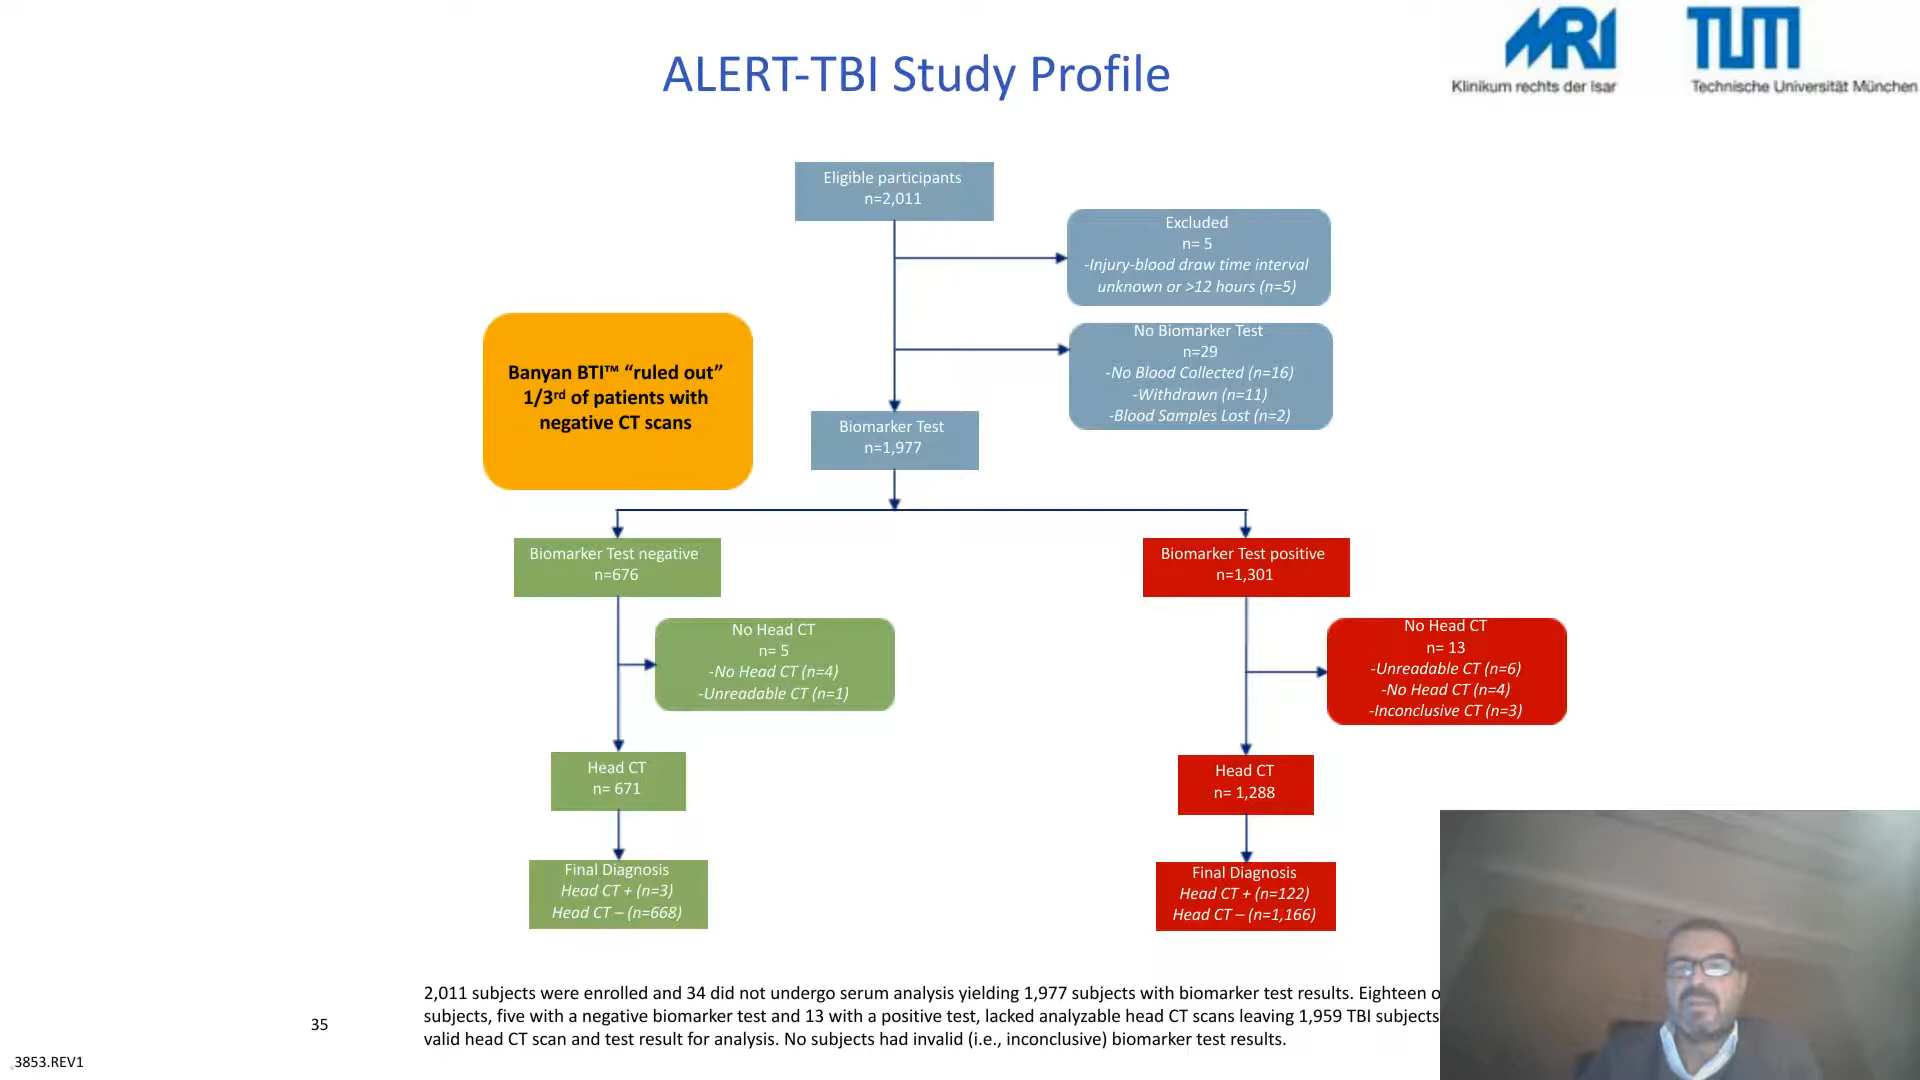 ALERT-TBI Study Profile
MRI
Klinikum rechts der Isar
TUM
Technische Universität München
Eligible participants
n=2,011
Excluded
n= 5
-Injury-blood draw time interval
unknown or >12 hours (n=5)
No Biomarker Test
n=29
-No Blood Collected (n=16)
-Withdrawn (n=11)
-Blood Samples Lost (n=2)
Banyan BTI™ “ruled out”
1/3rd of patients with
negative CT scans
Biomarker Test
n=1,977
Biomarker Test negative
n=676
Biomarker Test positive
n=1,301
No Head CT
n= 5
-No Head CT (n=4)
-Unreadable CT (n=1)
No Head CT
n= 13
-Unreadable CT (n=6)
-No Head CT (n=4)
-Inconclusive CT (n=3)
Head CT
n= 671
Head CT
n= 1,288
Final Diagnosis
Head CT + (n=3)
Head CT – (n=668)
Final Diagnosis
Head CT + (n=122)
Head CT – (n=1,166)
2,011 subjects were enrolled and 34 did not undergo serum analysis yielding 1,977 subjects with biomarker test results. Eighteen
subjects, five with a negative biomarker test and 13 with a positive test, lacked analyzable head CT scans leaving 1,959 TBI subjects
valid head CT scan and test result for analysis. No subjects had invalid (i.e., inconclusive) biomarker test results.
35
3853.REV1